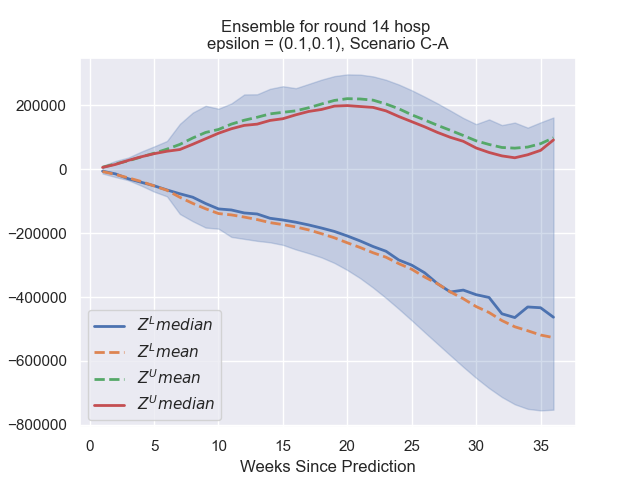 Ensemble for round 14 hosp
epsilon = (0.1,0.1), Scenario C-A
200000
0
−200000
−400000
−600000
−800000
Z^L median
Z^L mean
Z^U mean
Z^U median
0 5 10 15 20 25 30 35
Weeks Since Prediction